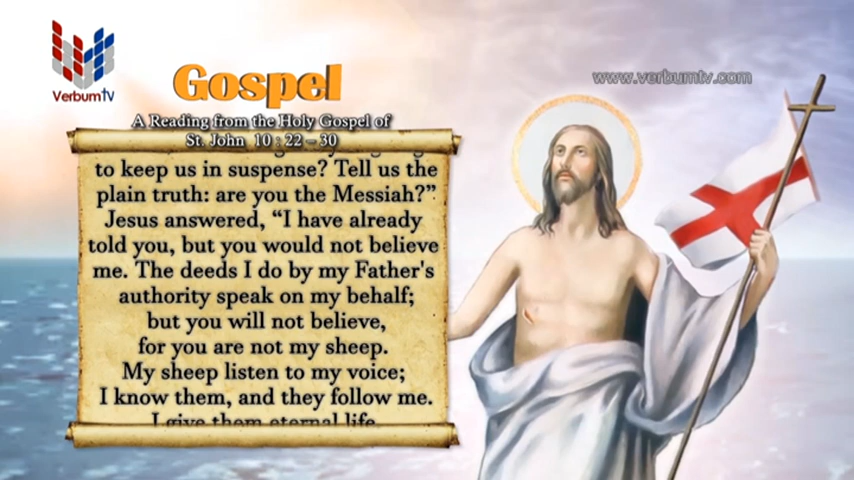 VerbumTV
Gospel
www.verbumtv.com
A Reading from the Holy Gospel of
St. John 10 : 22 – 30
to keep us in suspense? Tell us the
plain truth: are you the Messiah?”
Jesus answered, “I have already
told you, but you would not believe
me. The deeds I do by my Father's
authority speak on my behalf;
but you will not believe,
for you are not my sheep.
My sheep listen to my voice;
I know them, and they follow me.
I give them eternal life